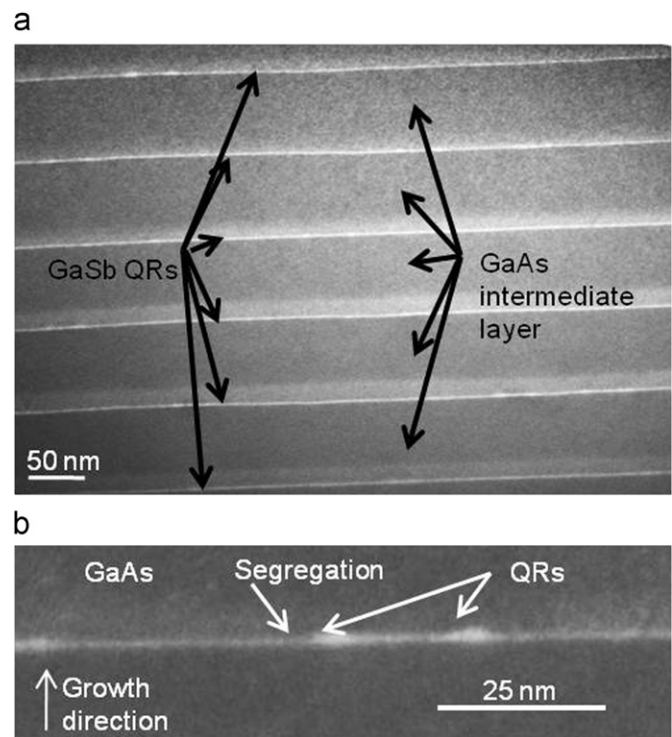 a
GaSb QRs
GaAs
intermediate
layer
50 nm
b
GaAs
Segregation
QRs
Growth
direction
25 nm